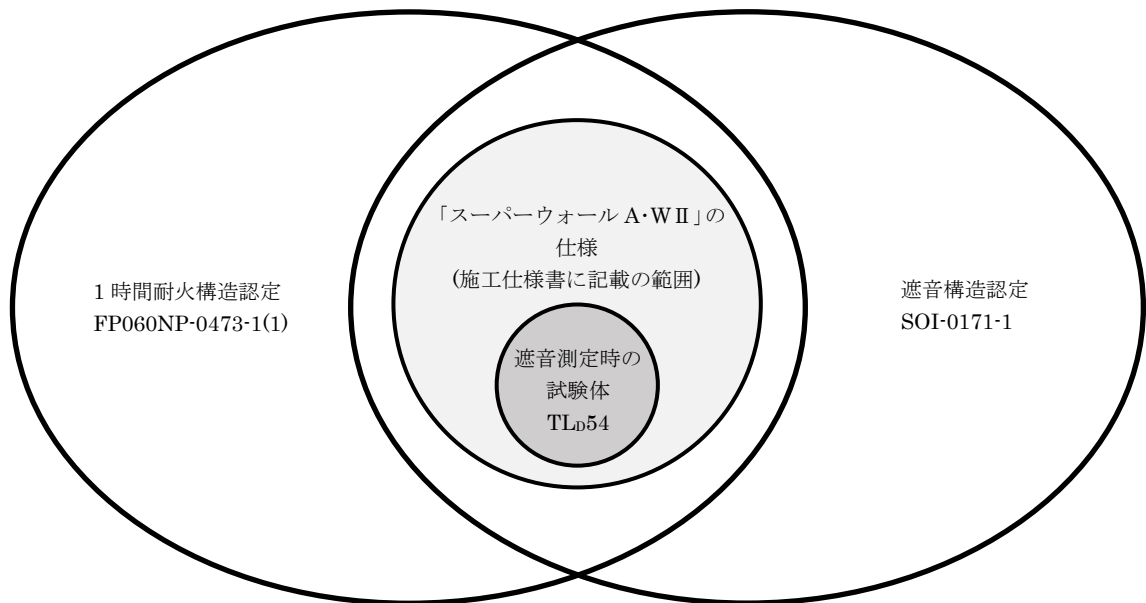 1 時間耐火構造認定
FP060NP-0473-1(1)
「スーパーウォール A・WⅡ」の
仕様
(施工仕様書に記載の範囲)
遮音測定時の
試験体
TLD54
遮音構造認定
SOI-0171-1